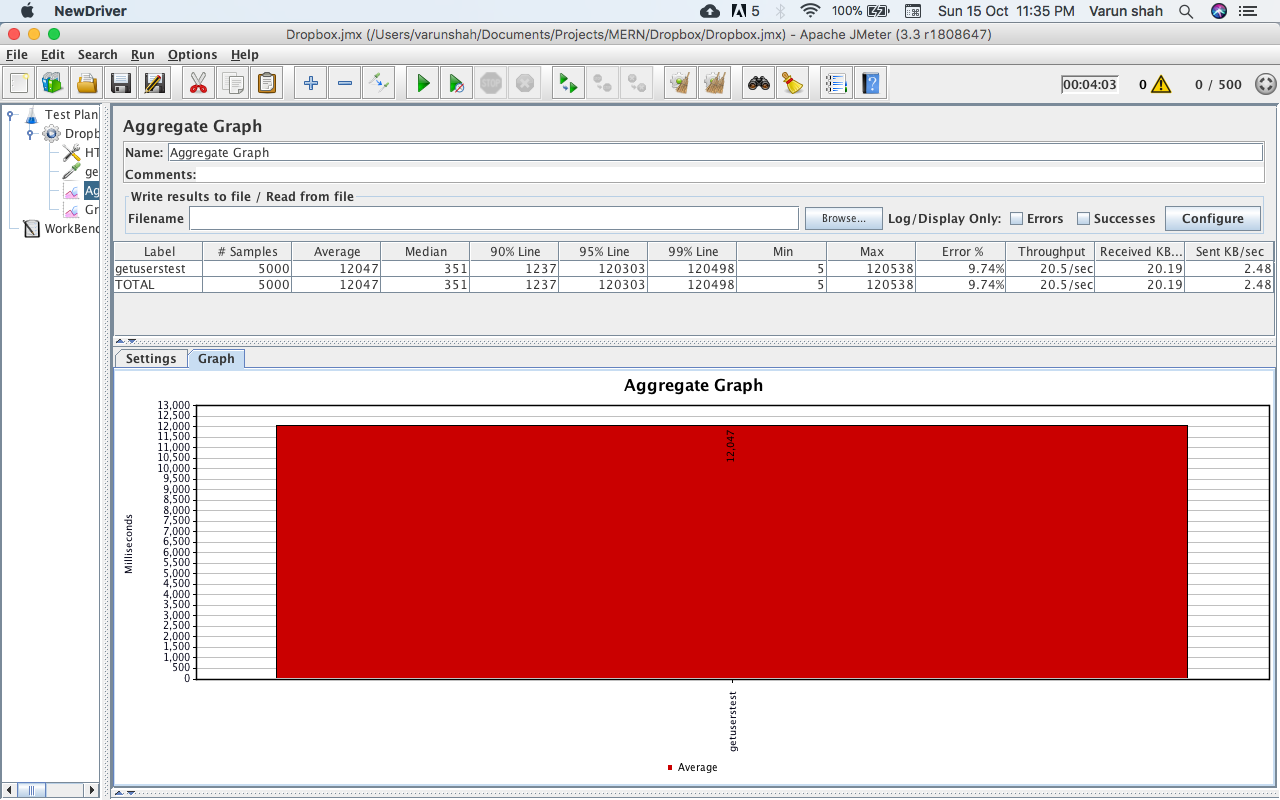 NewDriver 5 100% Sun 15 Oct 11:35 PM Varun shah
Dropbox.jmx (/Users/varunshah/Documents/Projects/MERN/Dropbox/Dropbox.jmx) - Apache JMeter (3.3 r1808647)
File Edit Search Run Options Help
00:04:03 0 0 / 500
Test Plan
Dropb
HT
ge
Ag
Gr
WorkBenc
Aggregate Graph
Name: Aggregate Graph
Comments:
Write results to file / Read from file
Filename Browse... Log/Display Only: Errors Successes Configure
Label # Samples Average Median 90% Line 95% Line 99% Line Min Max Error % Throughput Received KB... Sent KB/sec
getuserstest 5000 12047 351 1237 120303 120498 5 120538 9.74% 20.5/sec 20.19 2.48
TOTAL 5000 12047 351 1237 120303 120498 5 120538 9.74% 20.5/sec 20.19 2.48
Settings Graph
Aggregate Graph
13,000
12,500
12,000
11,500
11,000
10,500
10,000
9,500
9,000
8,500
8,000
7,500
7,000
6,500
6,000
5,500
5,000
4,500
4,000
3,500
3,000
2,500
2,000
1,500
1,000
500
0
Milliseconds
12,047
getuserstest
Average